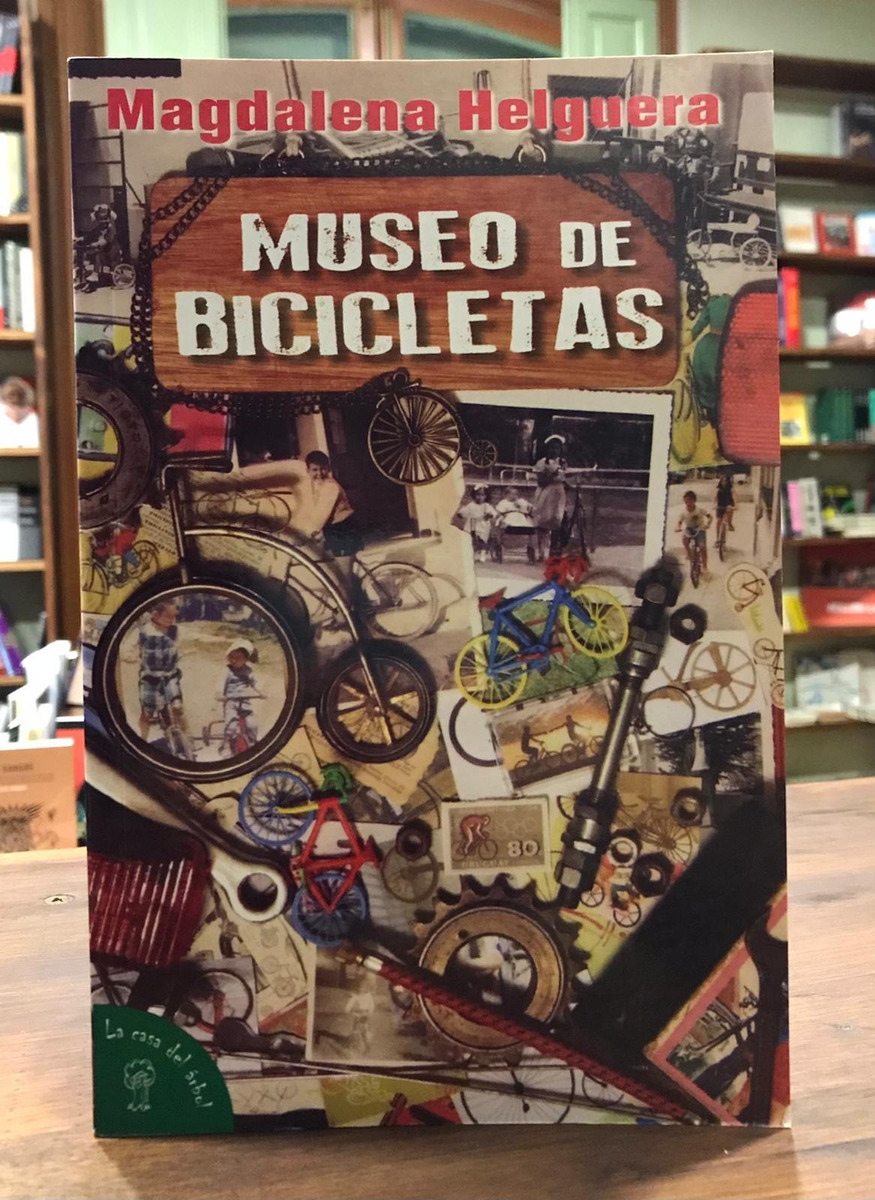 Magdalena Helguera
MUSEO DE
BICICLETAS
80
URUGUAY
La casa del árbol